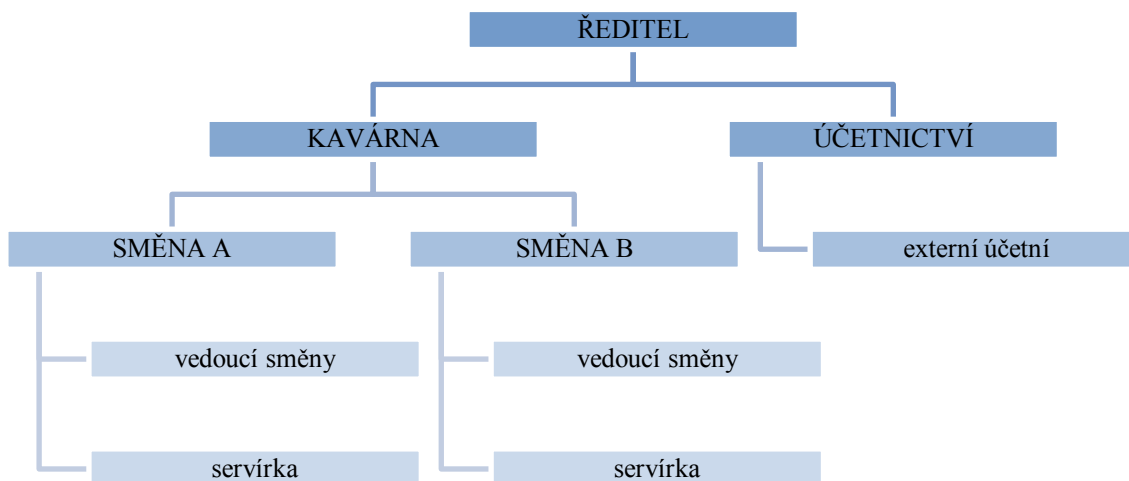 ŘEDITEL
KAVÁRNA
ÚČETNICTVÍ
SMĚNA A
SMĚNA B
externí účetní
vedoucí směny
vedoucí směny
servírka
servírka